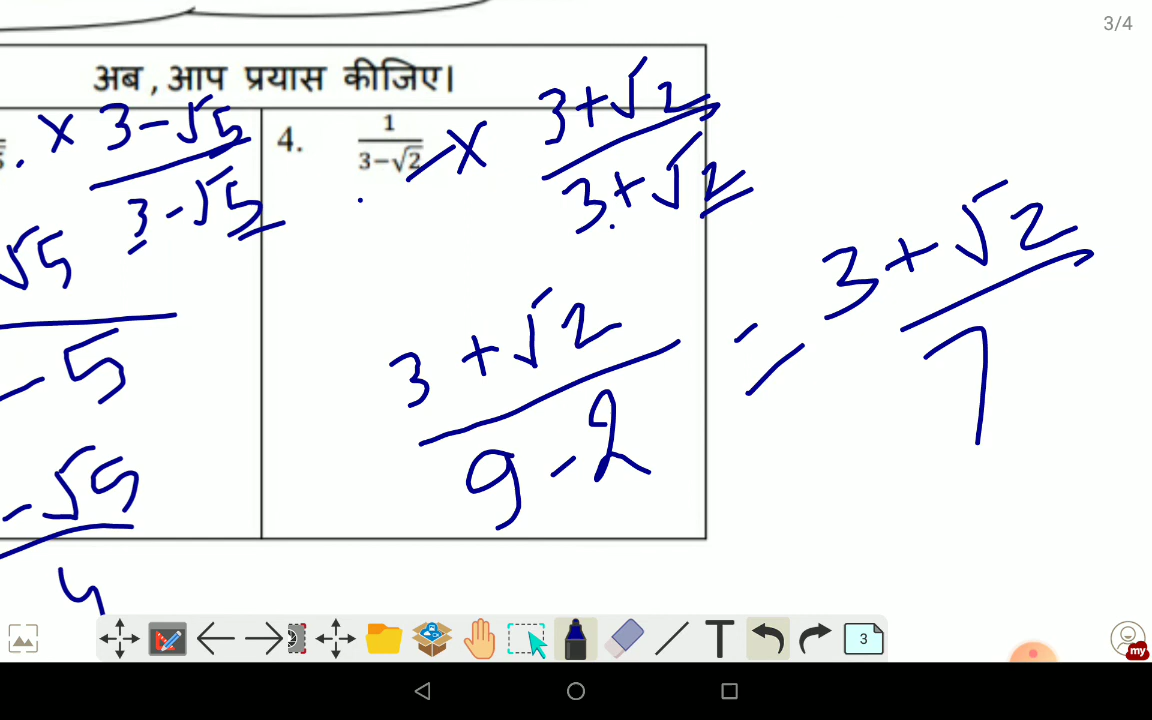 3/4
अब , आप प्रयास कीजिए।
× 3-√5 / 3-√5
√5
- 5
-√5
4
4. 1/3-√2 × 3+√2 / 3+√2
3+√2 / 9-2 = 3+√2 / 7
T 3
my